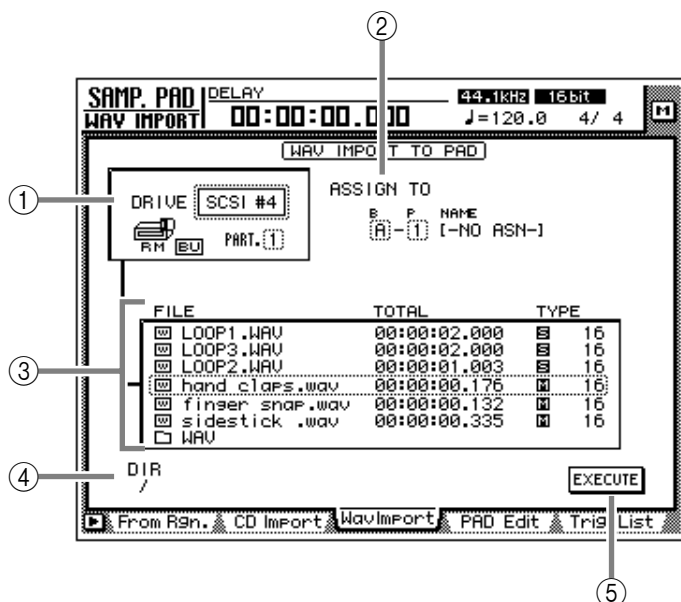 ②
SAMP. PAD DELAY 44.1kHz 16bit M
WAV IMPORT 00:00:00.000 ♩=120.0 4/ 4
WAV IMPORT TO PAD
①
DRIVE SCSI #4
RM BU PART. 1
ASSIGN TO
B P NAME
A - 1 [-NO ASN-]
③
FILE TOTAL TYPE
W LOOP1.WAV 00:00:02.000 S 16
W LOOP3.WAV 00:00:02.000 S 16
W LOOP2.WAV 00:00:01.003 S 16
W hand claps.wav 00:00:00.176 M 16
W finger snap.wav 00:00:00.132 M 16
W sidestick .wav 00:00:00.335 M 16
WAV
④
DIR
/
EXECUTE
From Rgn. CD Import WavImport PAD Edit Trig List
⑤